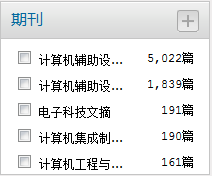 期刊
计算机辅助设... 5,022篇
计算机辅助设... 1,839篇
电子科技文摘 191篇
计算机集成制... 190篇
计算机工程与... 161篇